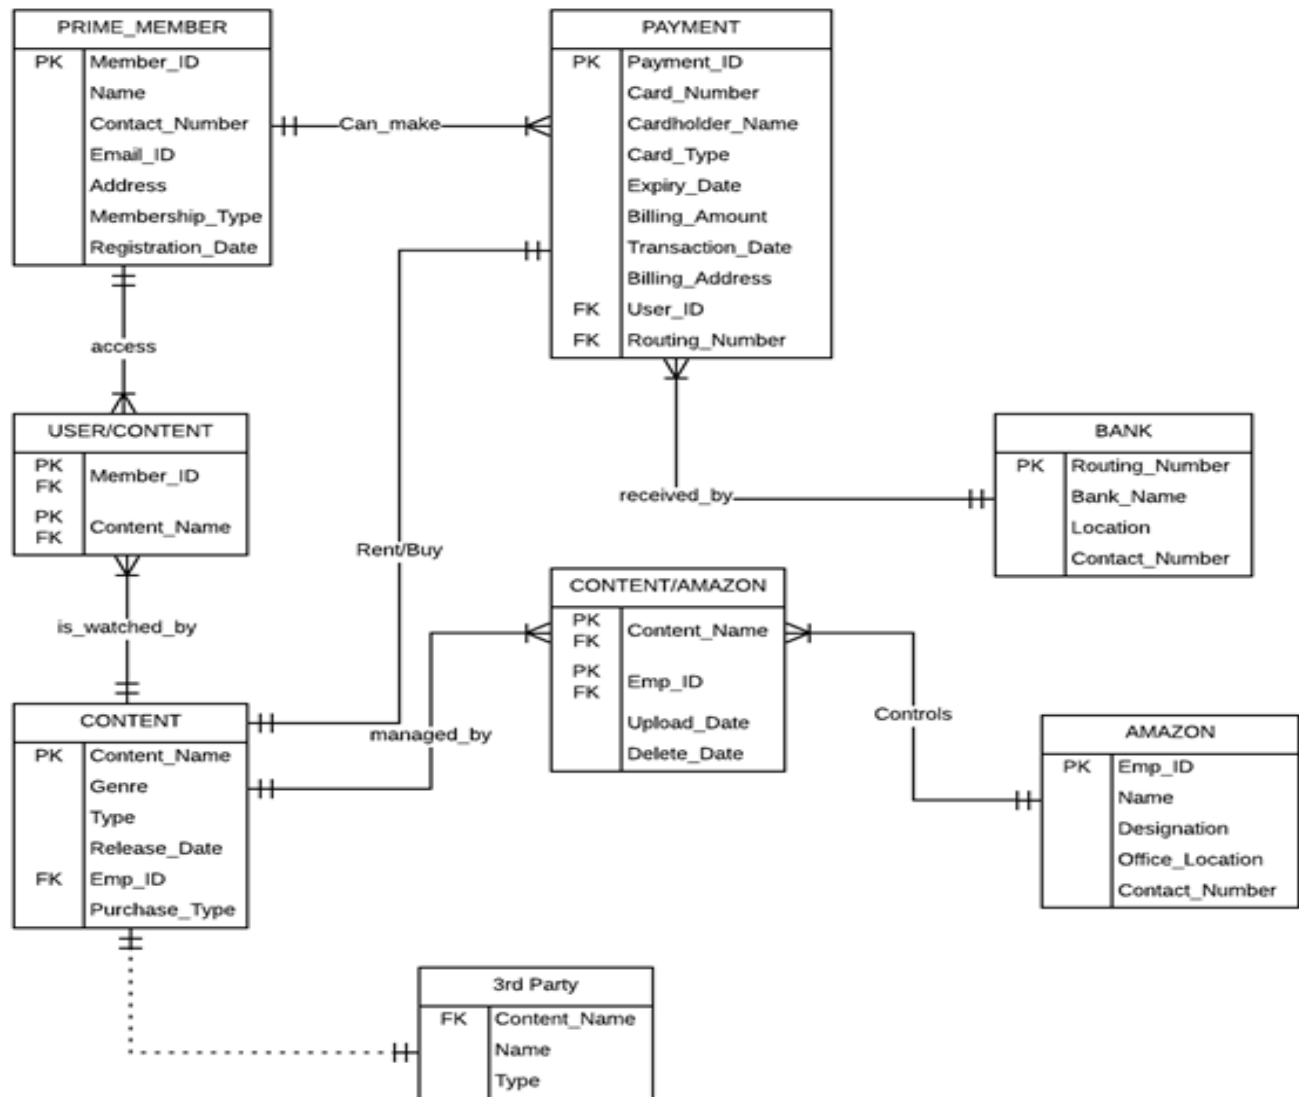 PRIME_MEMBER
PK Member_ID
Name
Contact_Number
Email_ID
Address
Membership_Type
Registration_Date
Can_make
PAYMENT
PK Payment_ID
Card_Number
Cardholder_Name
Card_Type
Expiry_Date
Billing_Amount
Transaction_Date
Billing_Address
FK User_ID
FK Routing_Number
access
USER/CONTENT
PK
FK Member_ID
PK
FK Content_Name
received_by
BANK
PK Routing_Number
Bank_Name
Location
Contact_Number
Rent/Buy
is_watched_by
CONTENT/AMAZON
PK
FK Content_Name
PK
FK Emp_ID
Upload_Date
Delete_Date
managed_by
Controls
CONTENT
PK Content_Name
Genre
Type
Release_Date
FK Emp_ID
Purchase_Type
AMAZON
PK Emp_ID
Name
Designation
Office_Location
Contact_Number
3rd Party
FK Content_Name
Name
Type